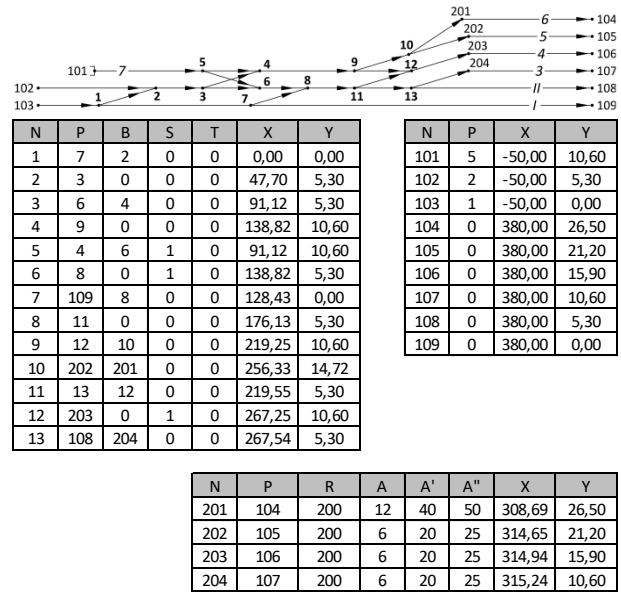 201 6 104
202 5 105
10 203 4 106
101 7 5 4 9 12 204 3 107
102 6 8 II 108
103 1 2 3 7 11 13 I 109
N P B S T X Y
1 7 2 0 0 0,00 0,00
2 3 0 0 0 47,70 5,30
3 6 4 0 0 91,12 5,30
4 9 0 0 0 138,82 10,60
5 4 6 1 0 91,12 10,60
6 8 0 1 0 138,82 5,30
7 109 8 0 0 128,43 0,00
8 11 0 0 0 176,13 5,30
9 12 10 0 0 219,25 10,60
10 202 201 0 0 256,33 14,72
11 13 12 0 0 219,55 5,30
12 203 0 1 0 267,25 10,60
13 108 204 0 0 267,54 5,30
N P X Y
101 5 -50,00 10,60
102 2 -50,00 5,30
103 1 -50,00 0,00
104 0 380,00 26,50
105 0 380,00 21,20
106 0 380,00 15,90
107 0 380,00 10,60
108 0 380,00 5,30
109 0 380,00 0,00
N P R A A' A" X Y
201 104 200 12 40 50 308,69 26,50
202 105 200 6 20 25 314,65 21,20
203 106 200 6 20 25 314,94 15,90
204 107 200 6 20 25 315,24 10,60